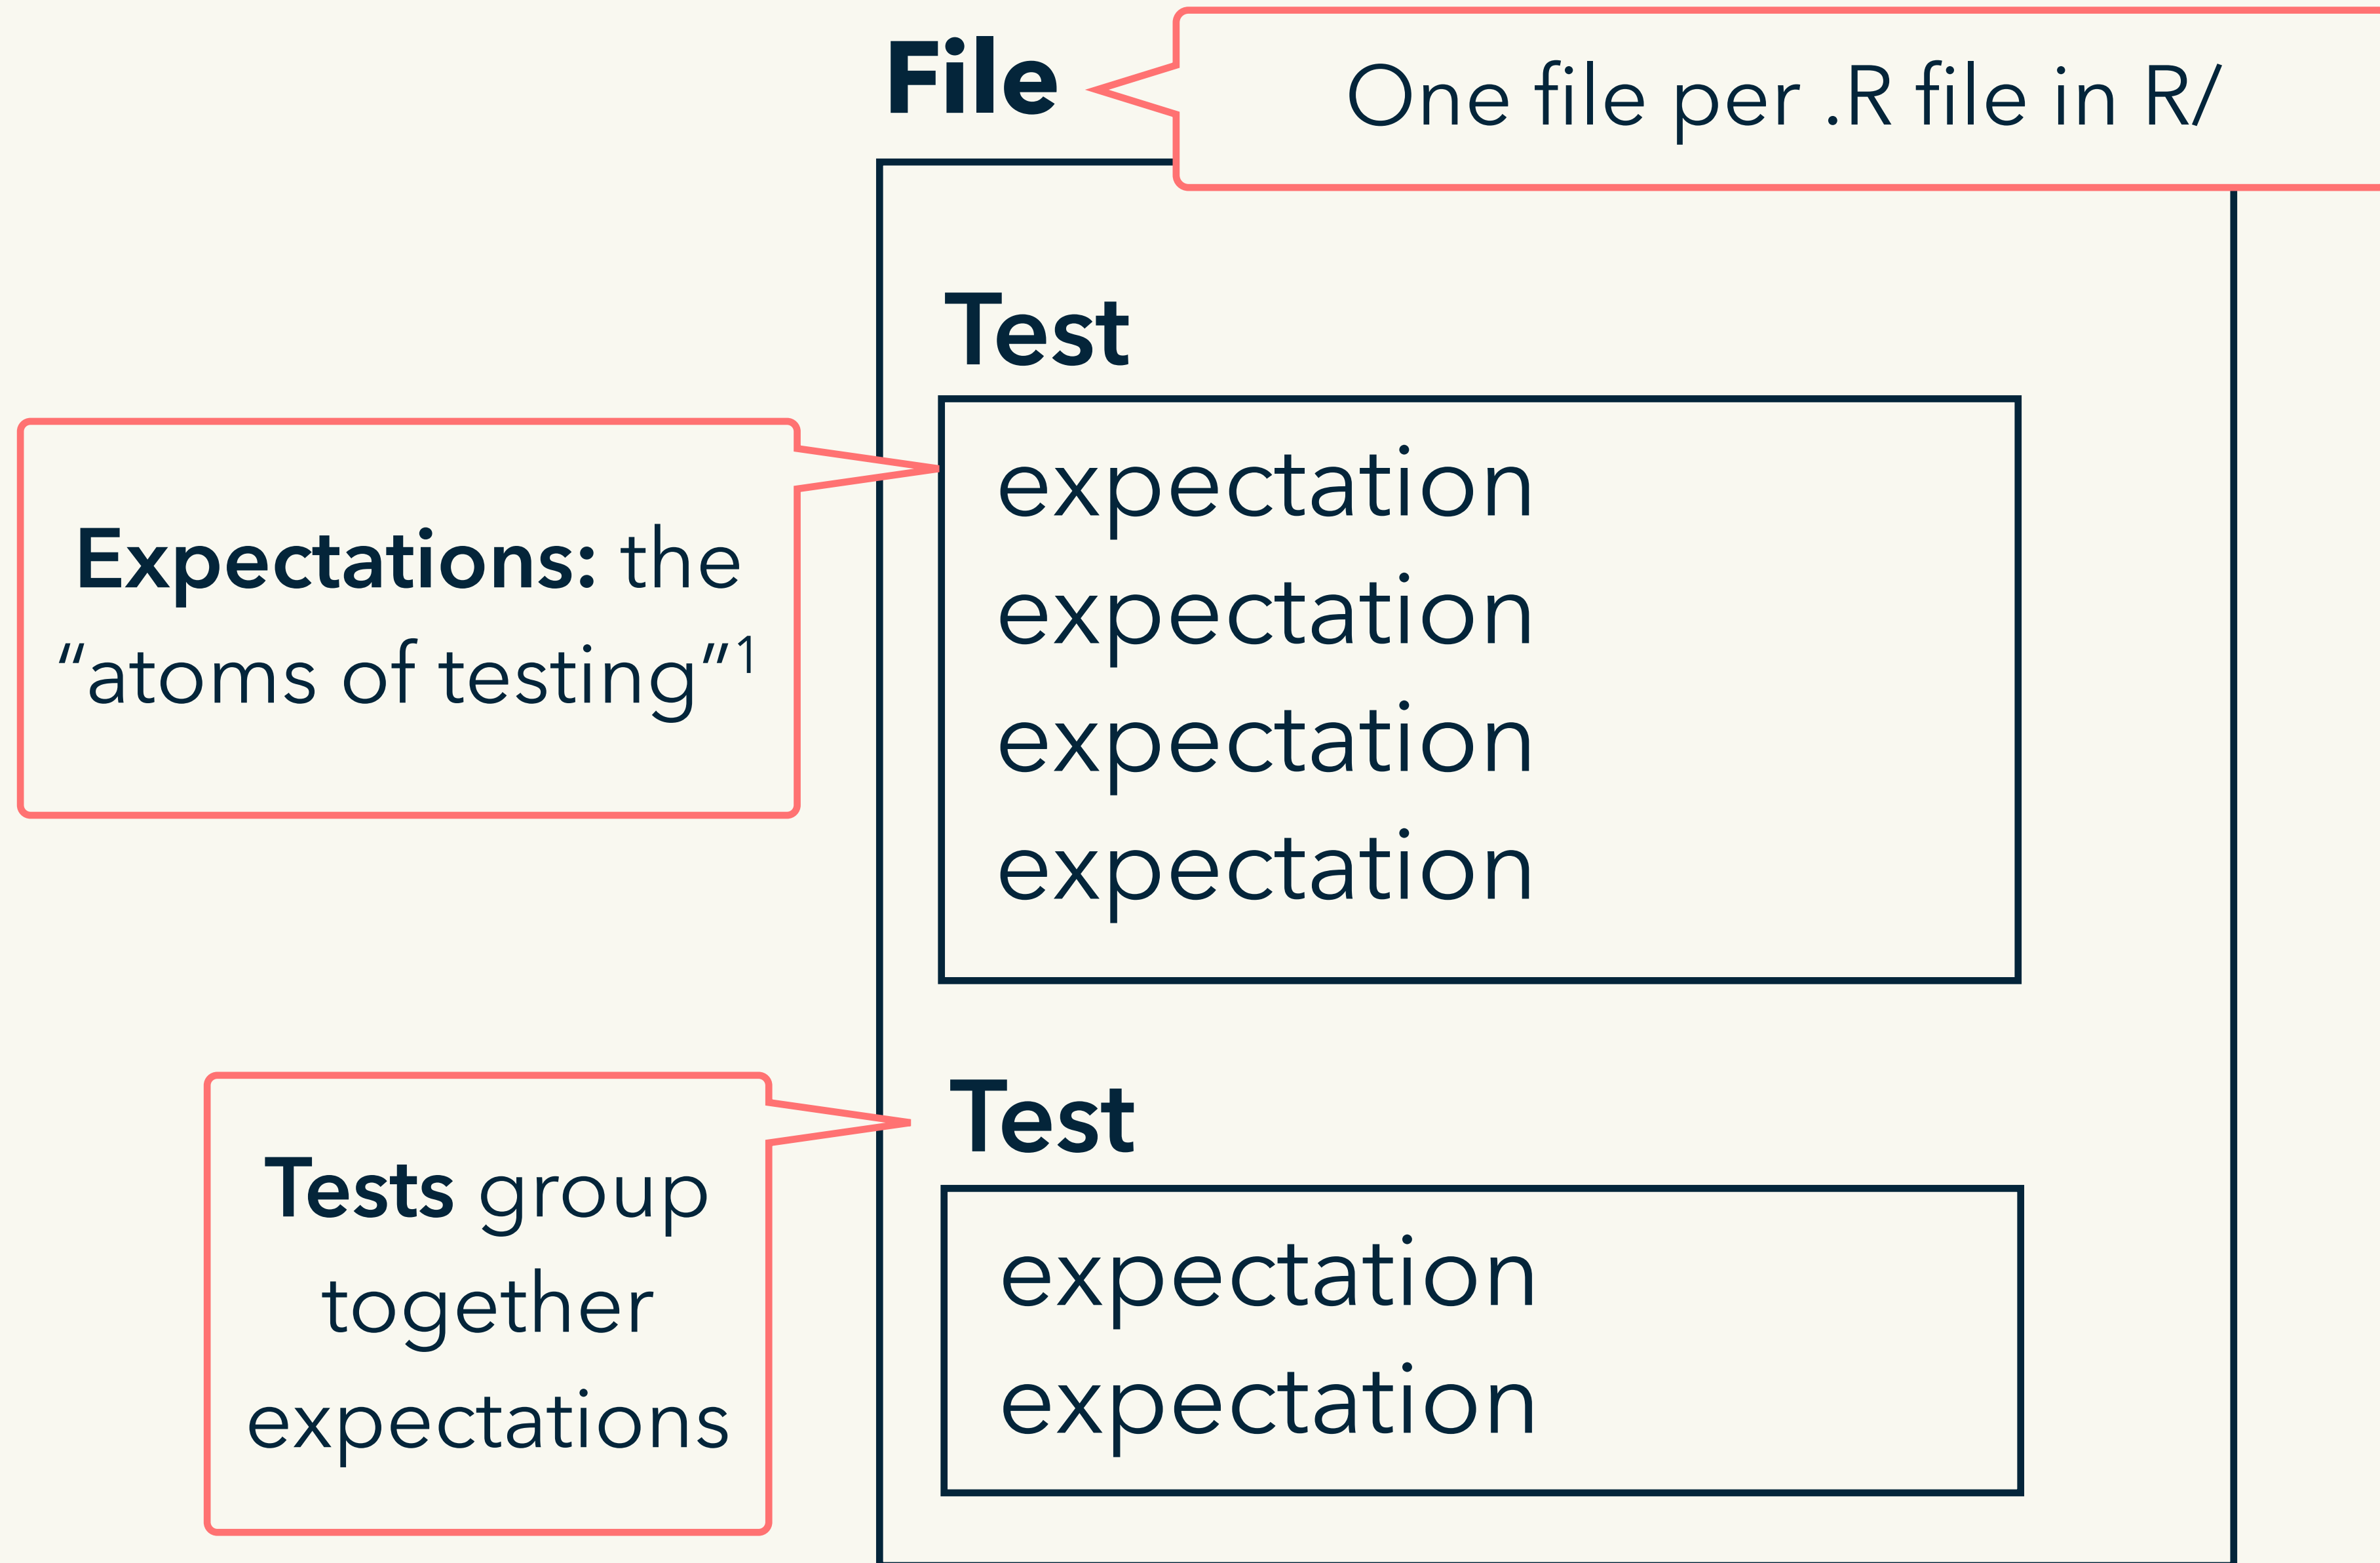 File
One file per .R file in R/
Test
expectation
expectation
expectation
expectation
Expectations: the
“atoms of testing”1
Test
expectation
expectation
Tests group
together
expectations